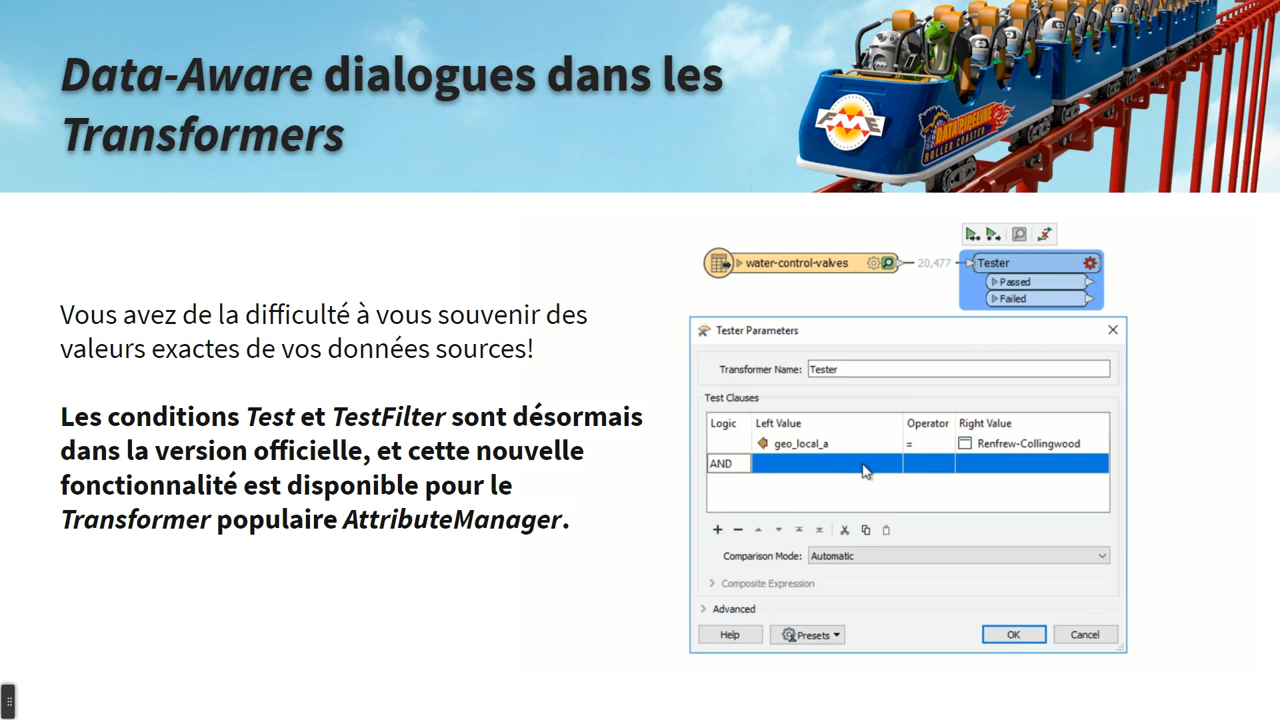 Data-Aware dialogues dans les
Transformers
FME
DATA PIPELINE
ROLLER COASTER
Vous avez de la difficulté à vous souvenir des
valeurs exactes de vos données sources!
Les conditions Test et TestFilter sont désormais
dans la version officielle, et cette nouvelle
fonctionnalité est disponible pour le
Transformer populaire AttributeManager.
water-control-valves
20,477
Tester
Passed
Failed
Tester Parameters
Transformer Name: Tester
Test Clauses
Logic Left Value Operator Right Value
geo_local_a = Renfrew-Collingwood
AND
Comparison Mode: Automatic
Composite Expression
Advanced
Help Presets OK Cancel